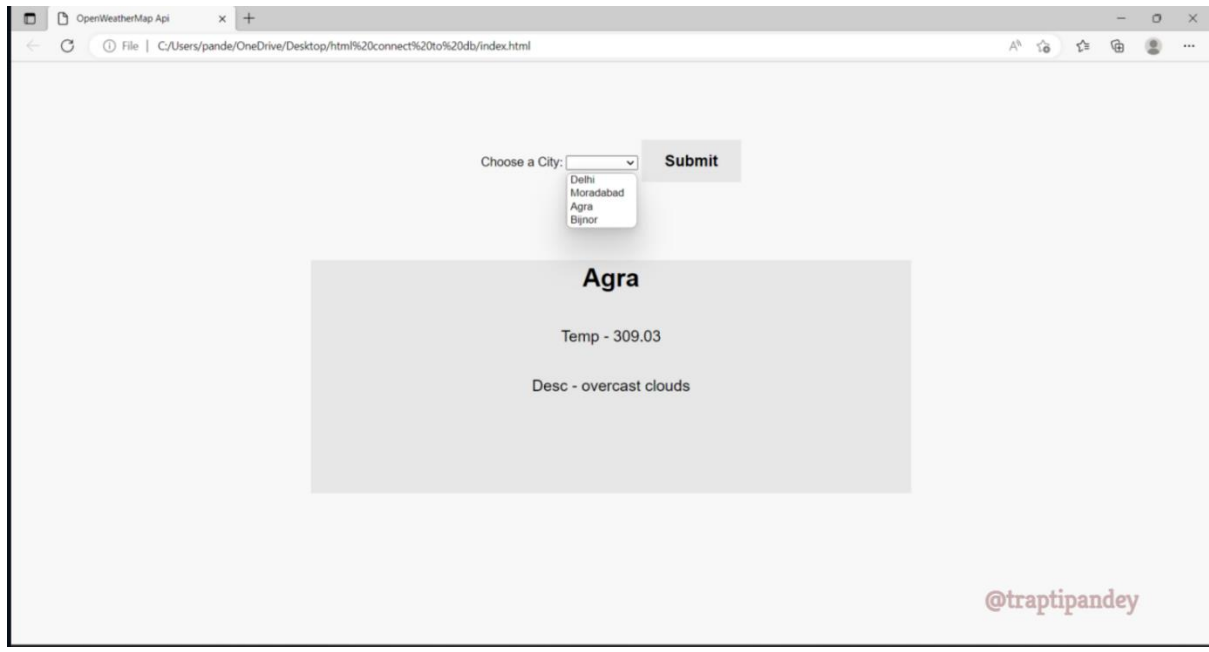 OpenWeatherMap Api
File | C:/Users/pande/OneDrive/Desktop/html%20connect%20to%20db/index.html
Choose a City: Submit
Delhi
Moradabad
Agra
Bijnor
Agra
Temp - 309.03
Desc - overcast clouds
@traptipandey